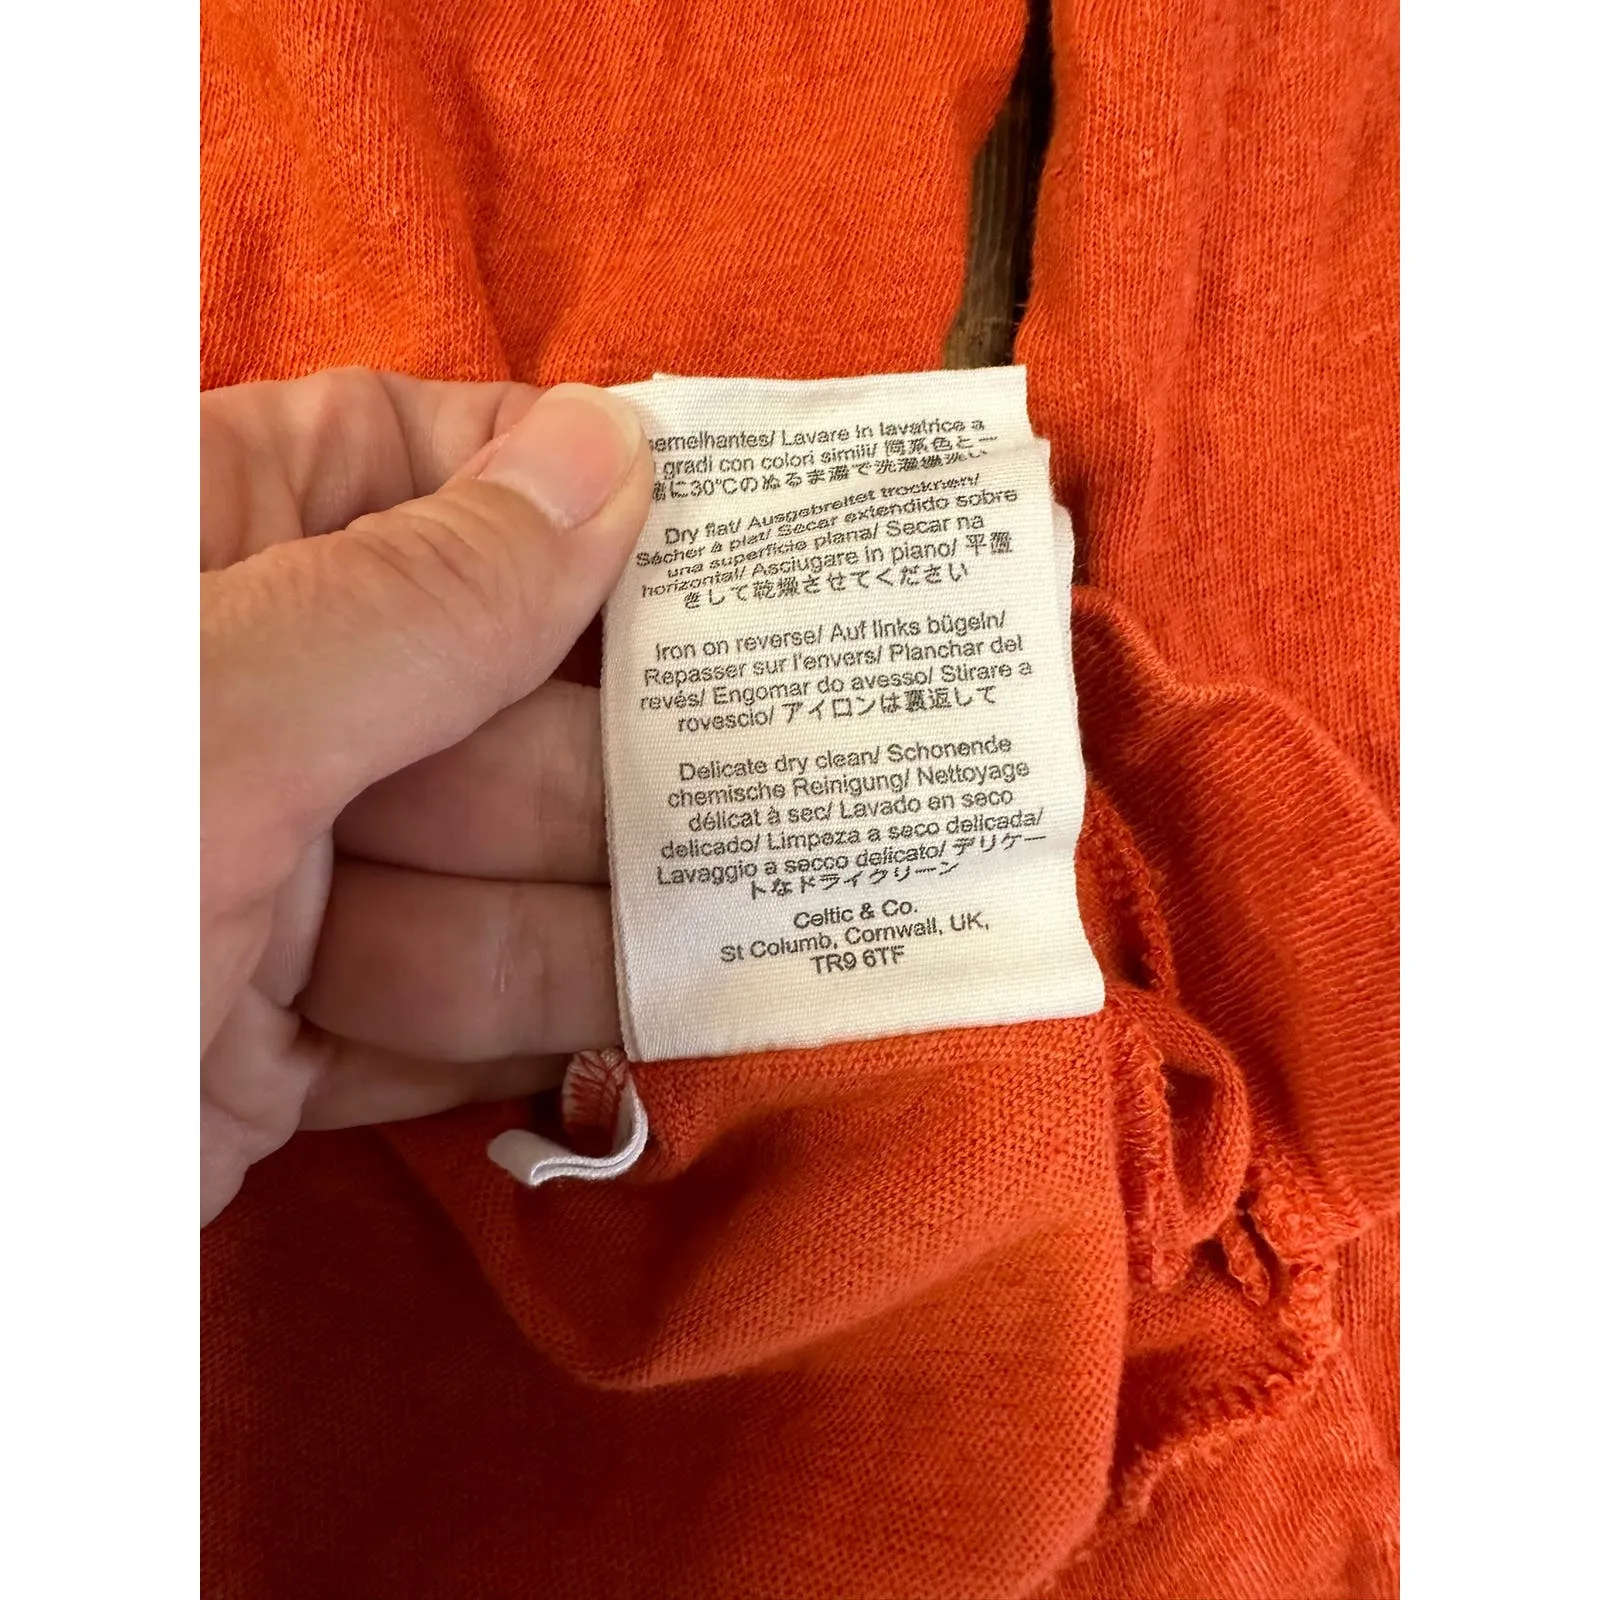 semelhantes/ Lavare in lavatrice a
gradi con colori simili/ 同系色と一
緒に30°Cのぬるま湯で洗濯機洗い
Dry flat/ Ausgebreitet trocknen/
Sécher à plat/ Secar extendido sobre
una superficie plana/ Secar na
horizontal/ Asciugare in piano/ 平置
きして乾燥させてください
Iron on reverse/ Auf links bügeln/
Repasser sur l'envers/ Planchar del
revés/ Engomar do avesso/ Stirare a
rovescio/ アイロンは裏返して
Delicate dry clean/ Schonende
chemische Reinigung/ Nettoyage
délicat à sec/ Lavado en seco
delicado/ Limpeza a seco delicada/
Lavaggio a secco delicato/ デリケー
トなドライクリーン
Celtic & Co.
St Columb, Cornwall, UK,
TR9 6TF